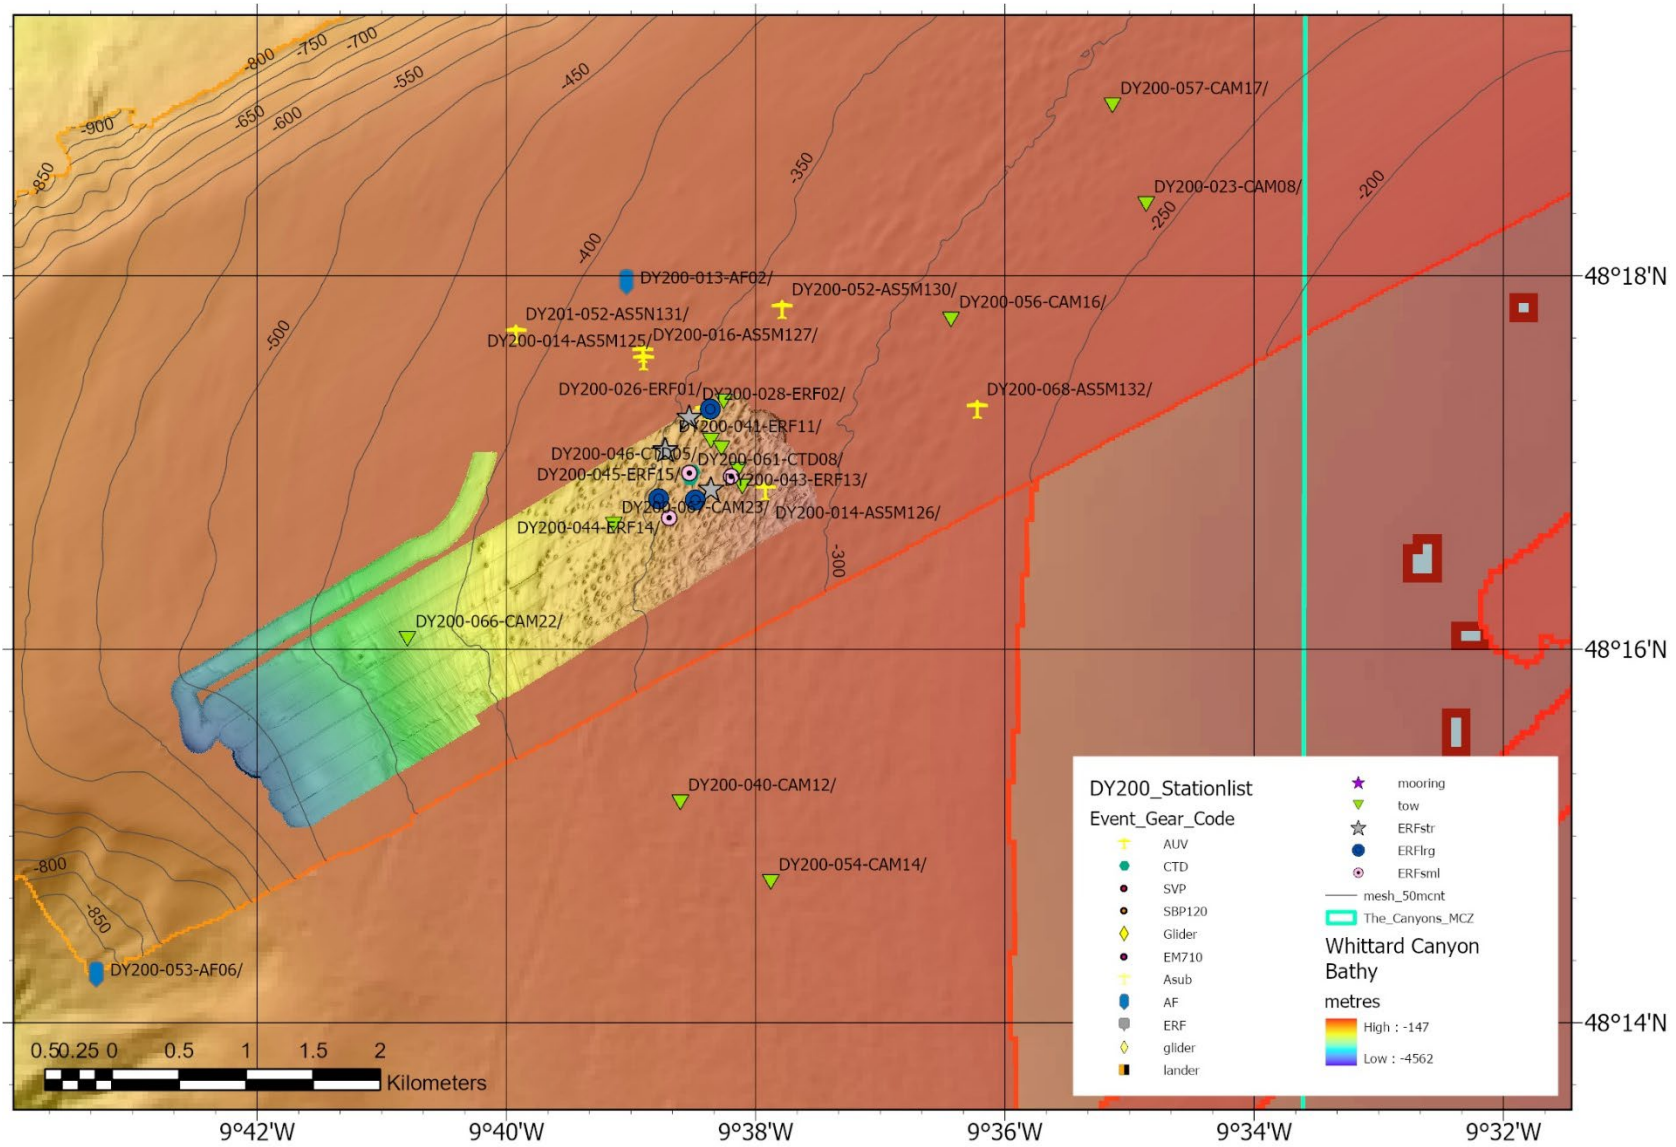 -800
-750
-700
-550
-450
-650
-600
-900
-850
DY200-057-CAM17/
-350
DY200-023-CAM08/
-200
-250
-400
48°18'N
DY200-013-AF02/
DY200-052-AS5M130/
DY200-056-CAM16/
DY201-052-AS5N131/
-500
DY200-014-AS5M125/
DY200-016-AS5M127/
DY200-026-ERF01/
DY200-028-ERF02/
DY200-068-AS5M132/
DY200-041-ERF11/
DY200-046-CTD05/
DY200-061-CTD08/
DY200-045-ERF15/
DY200-043-ERF13/
DY200-067-CAM23/
DY200-014-AS5M126/
DY200-044-ERF14/
-300
DY200-066-CAM22/
48°16'N
DY200-040-CAM12/
DY200-054-CAM14/
-800
-850
DY200-053-AF06/
48°14'N
0.5 0.25 0 0.5 1 1.5 2
Kilometers
DY200_Stationlist
Event_Gear_Code
AUV
CTD
SVP
SBP120
Glider
EM710
Asub
AF
ERF
glider
lander
mooring
tow
ERFstr
ERFlrg
ERFsml
mesh_50mcnt
The_Canyons_MCZ
Whittard Canyon
Bathy
metres
High : -147
Low : -4562
9°42'W 9°40'W 9°38'W 9°36'W 9°34'W 9°32'W